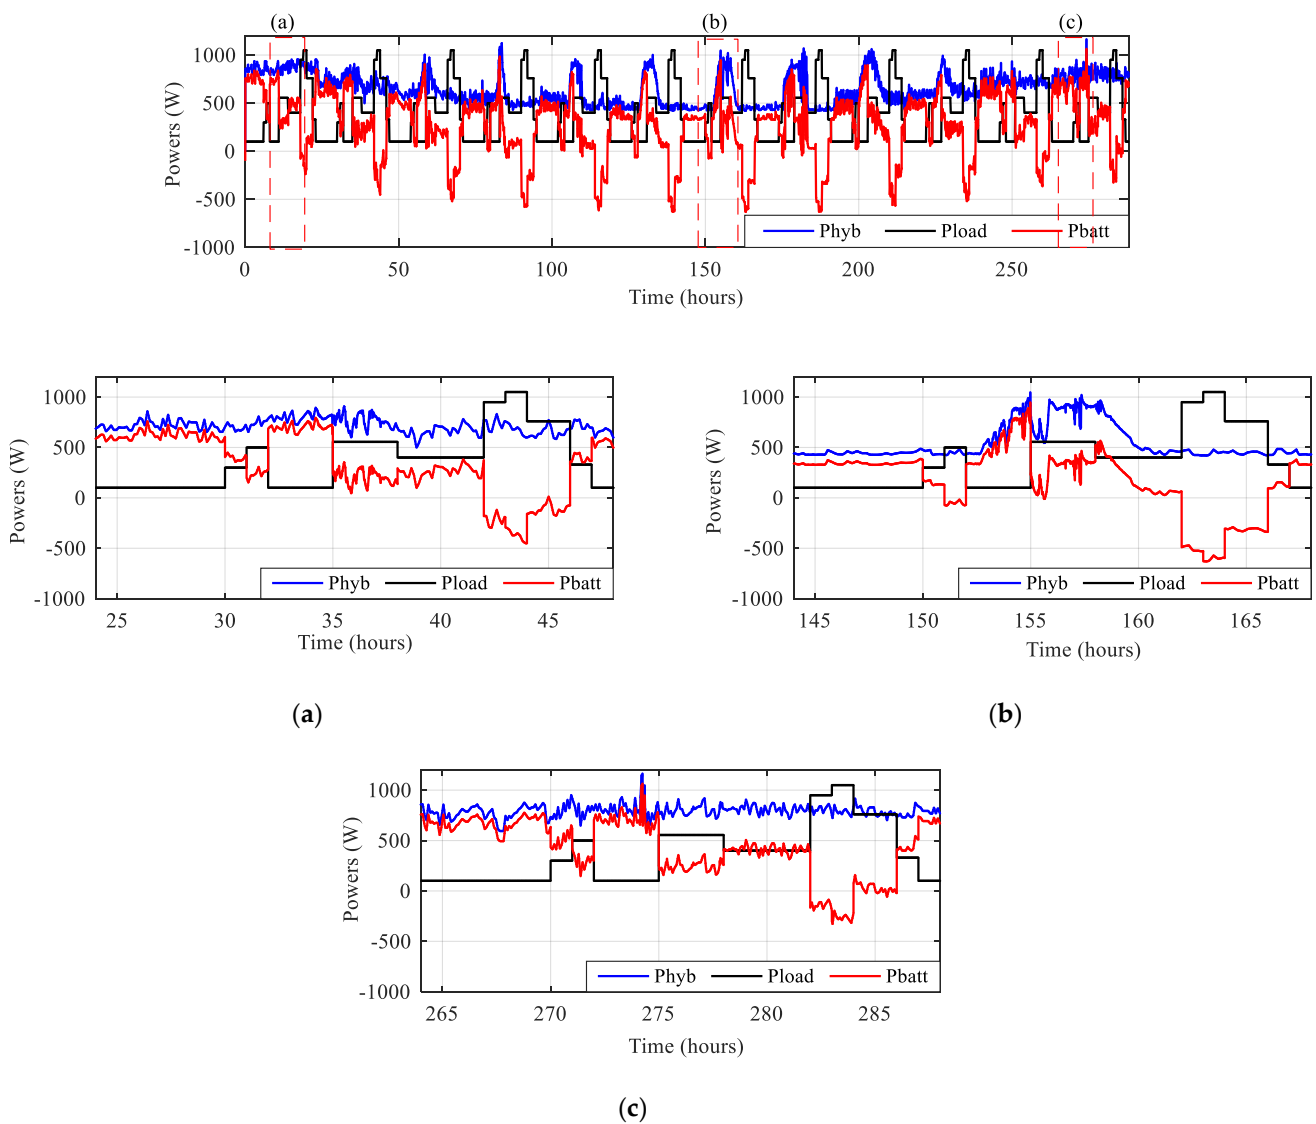 (a) (b) (c)
1000
500
0
-500
-1000
Powers (W)
Phyb Pload Pbatt
0 50 100 150 200 250
Time (hours)
1000
500
0
-500
-1000
Powers (W)
Phyb Pload Pbatt
25 30 35 40 45
Time (hours)
(a)
1000
500
0
-500
-1000
Powers (W)
Phyb Pload Pbatt
145 150 155 160 165
Time (hours)
(b)
1000
500
0
-500
-1000
Powers (W)
Phyb Pload Pbatt
265 270 275 280 285
Time (hours)
(c)